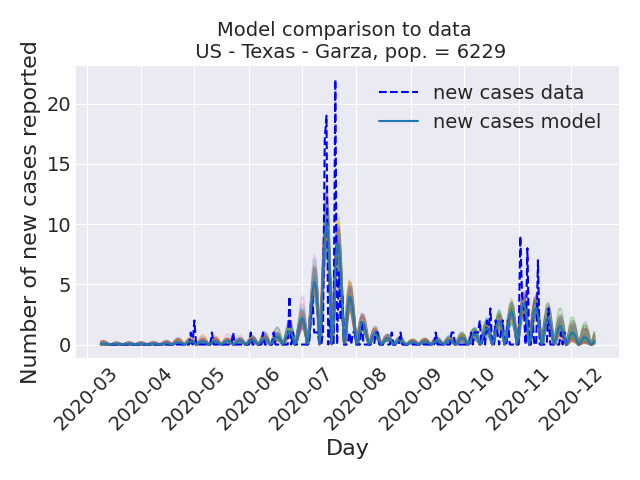 Model comparison to data
US - Texas - Garza, pop. = 6229
Number of new cases reported
20
15
10
5
0
new cases data
new cases model
2020-03
2020-04
2020-05
2020-06
2020-07
2020-08
2020-09
2020-10
2020-11
2020-12
Day